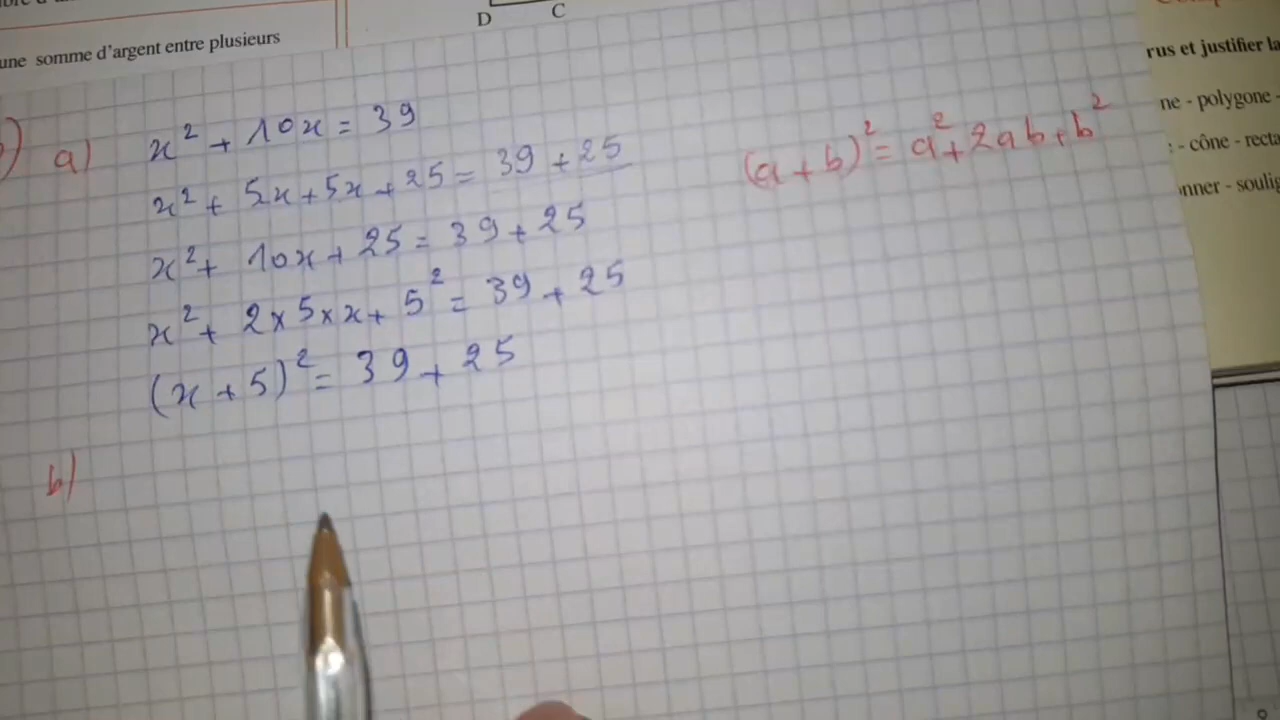 une somme d'argent entre plusieurs
D C
rus et justifier la
ne - polygone -
- cône - recta
onner - soulig
a)
x² + 10x = 39
x² + 5x + 5x + 25 = 39 + 25
x² + 10x + 25 = 39 + 25
x² + 2 × 5 × x + 5² = 39 + 25
(x + 5)² = 39 + 25
(a + b)² = a² + 2ab + b²
b)